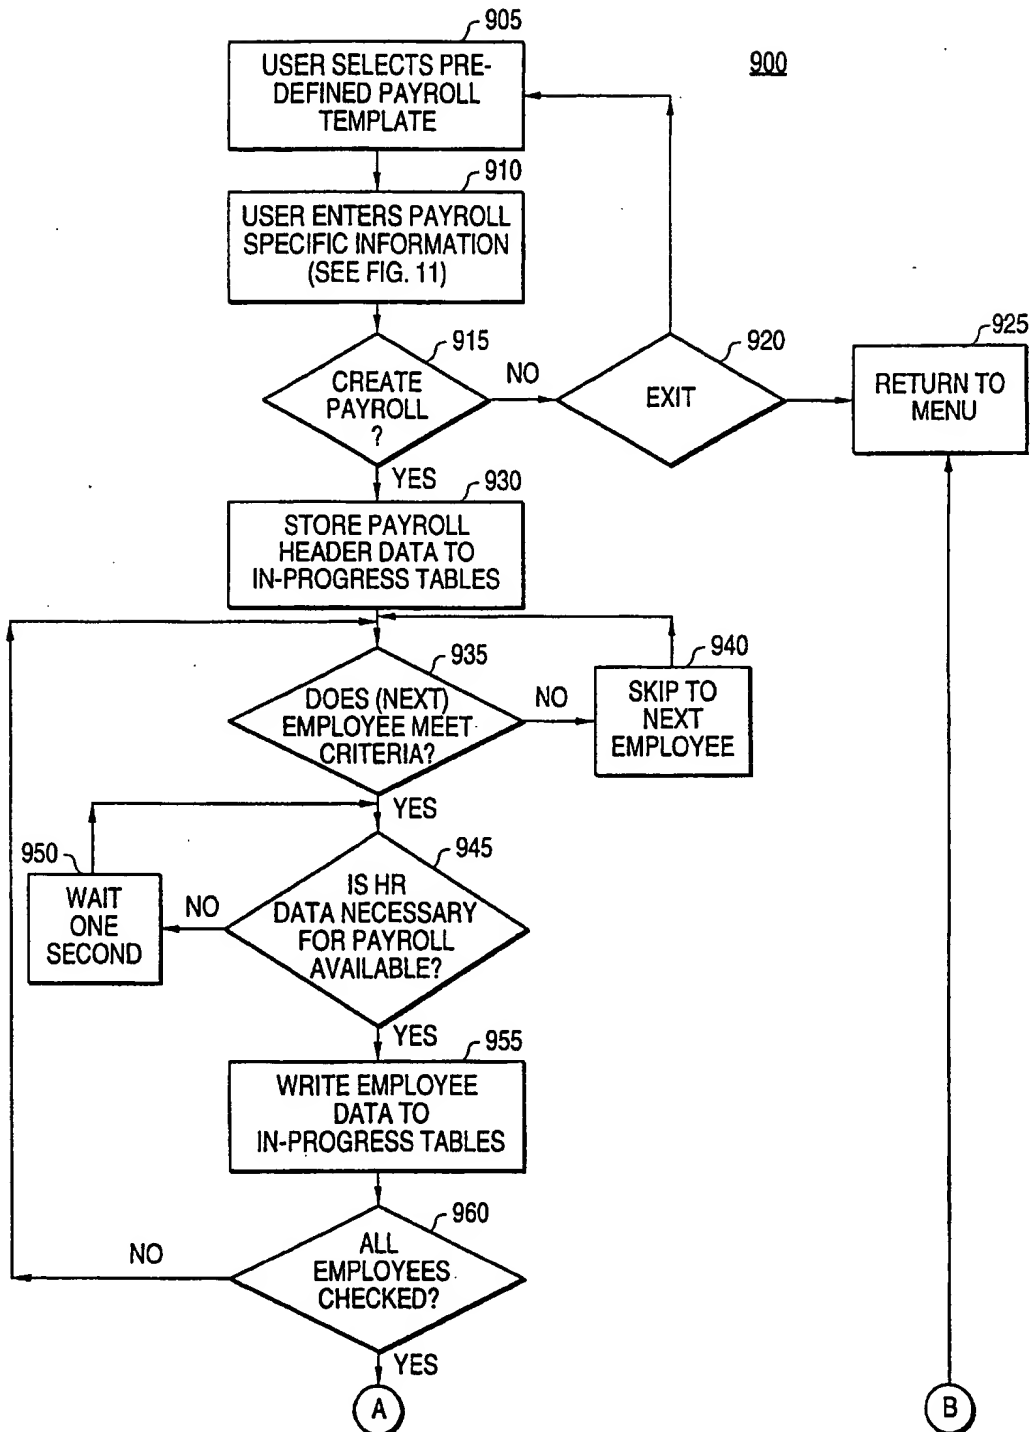 905
900
USER SELECTS PRE-
DEFINED PAYROLL
TEMPLATE
910
USER ENTERS PAYROLL
SPECIFIC INFORMATION
(SEE FIG. 11)
915
CREATE
PAYROLL
?
NO
920
EXIT
925
RETURN TO
MENU
YES
930
STORE PAYROLL
HEADER DATA TO
IN-PROGRESS TABLES
935
DOES (NEXT)
EMPLOYEE MEET
CRITERIA?
NO
940
SKIP TO
NEXT
EMPLOYEE
YES
945
IS HR
DATA NECESSARY
FOR PAYROLL
AVAILABLE?
NO
950
WAIT
ONE
SECOND
YES
955
WRITE EMPLOYEE
DATA TO
IN-PROGRESS TABLES
960
ALL
EMPLOYEES
CHECKED?
NO
YES
A
B